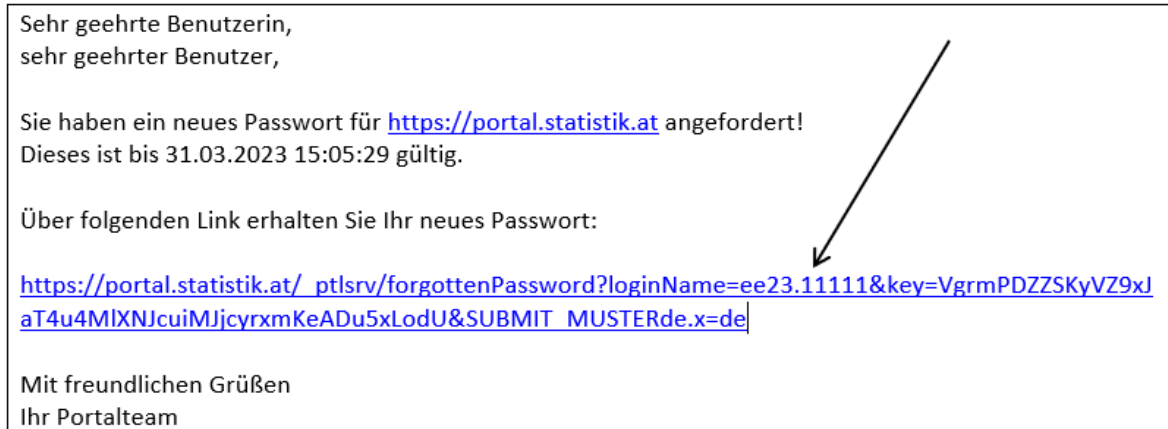 Sehr geehrte Benutzerin,
sehr geehrter Benutzer,
Sie haben ein neues Passwort für https://portal.statistik.at angefordert!
Dieses ist bis 31.03.2023 15:05:29 gültig.
Über folgenden Link erhalten Sie Ihr neues Passwort:
https://portal.statistik.at/_ptlsrv/forgottenPassword?loginName=ee23.11111&key=VgrmPDZZSKyVZ9xJ
aT4u4MlXNJcuiMJjcyrxmKeADu5xLodU&SUBMIT_MUSTERde.x=de
Mit freundlichen Grüßen
Ihr Portalteam